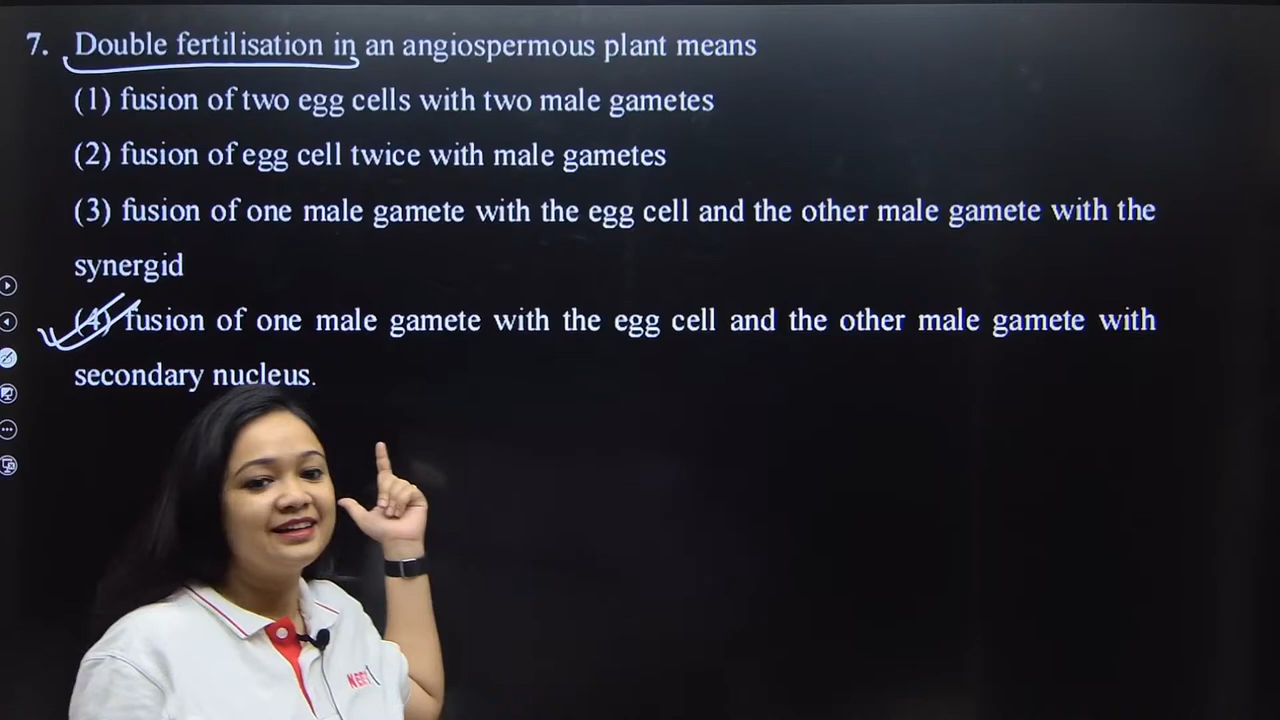 7. Double fertilisation in an angiospermous plant means
(1) fusion of two egg cells with two male gametes
(2) fusion of egg cell twice with male gametes
(3) fusion of one male gamete with the egg cell and the other male gamete with the
synergid
(4) fusion of one male gamete with the egg cell and the other male gamete with
secondary nucleus.